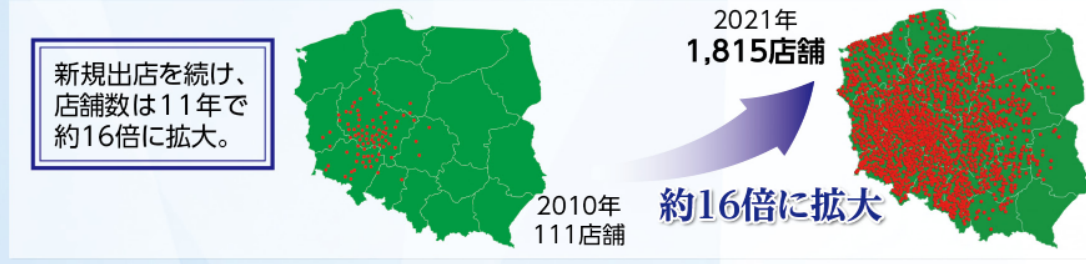 新規出店を続け、
店舗数は11年で
約16倍に拡大。
2010年
111店舗
約16倍に拡大
2021年
1,815店舗